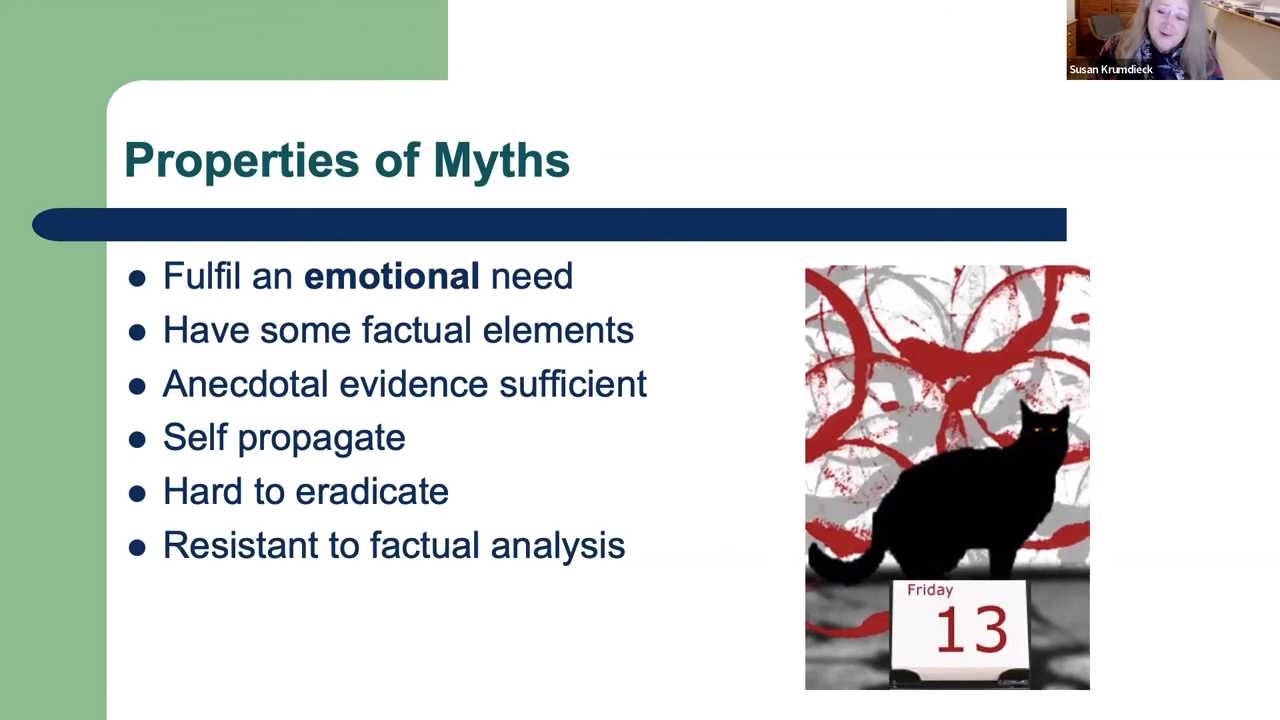 Susan Krumdieck
Properties of Myths
Fulfil an emotional need
Have some factual elements
Anecdotal evidence sufficient
Self propagate
Hard to eradicate
Resistant to factual analysis
Friday
13